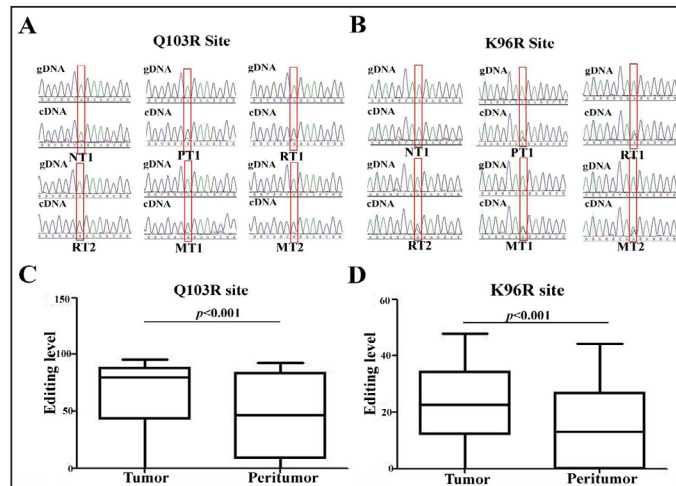 A
Q103R Site
gDNA
gDNA
gDNA
cDNA
cDNA
cDNA
NT1
PT1
RT1
gDNA
gDNA
gDNA
cDNA
cDNA
cDNA
RT2
MT1
MT2
B
K96R Site
gDNA
gDNA
gDNA
cDNA
cDNA
cDNA
NT1
PT1
RT1
gDNA
gDNA
gDNA
cDNA
cDNA
cDNA
RT2
MT1
MT2
C
Q103R site
p<0.001
Editing level
150
100
50
0
Tumor
Peritumor
D
K96R site
p<0.001
Editing level
60
40
20
0
Tumor
Peritumor